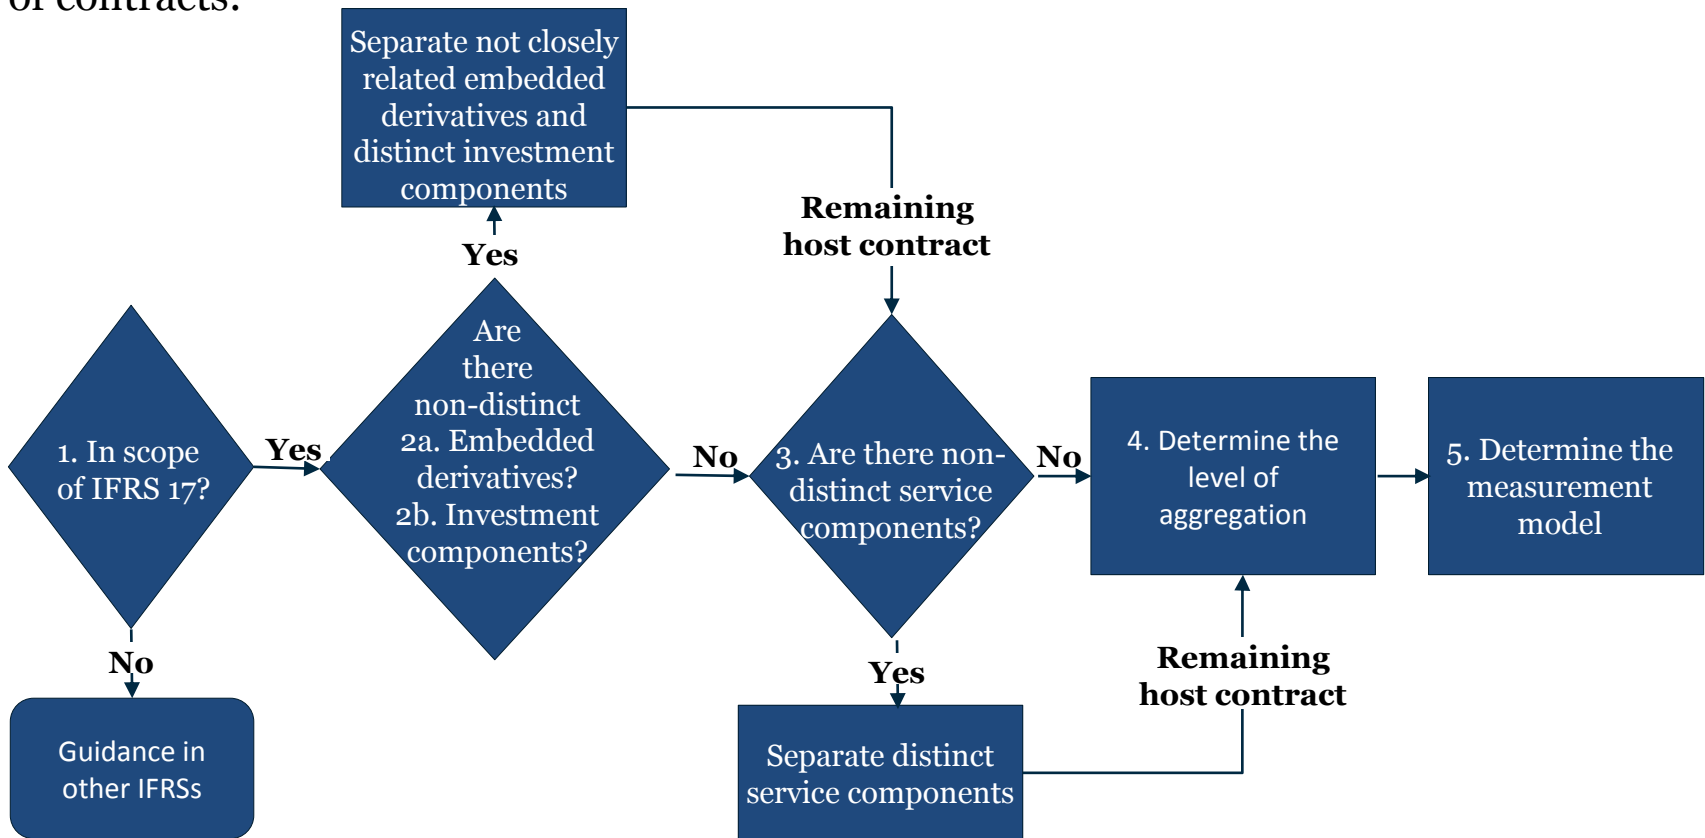 of contracts:
Separate not closely
related embedded
derivatives and
distinct investment
components
Remaining
host contract
Yes
Are
there
non-distinct
2a. Embedded
derivatives?
2b. Investment
components?
1. In scope
of IFRS 17?
Yes
No
3. Are there non-
distinct service
components?
No
4. Determine the
level of
aggregation
5. Determine the
measurement
model
No
Guidance in
other IFRSs
Yes
Separate distinct
service components
Remaining
host contract